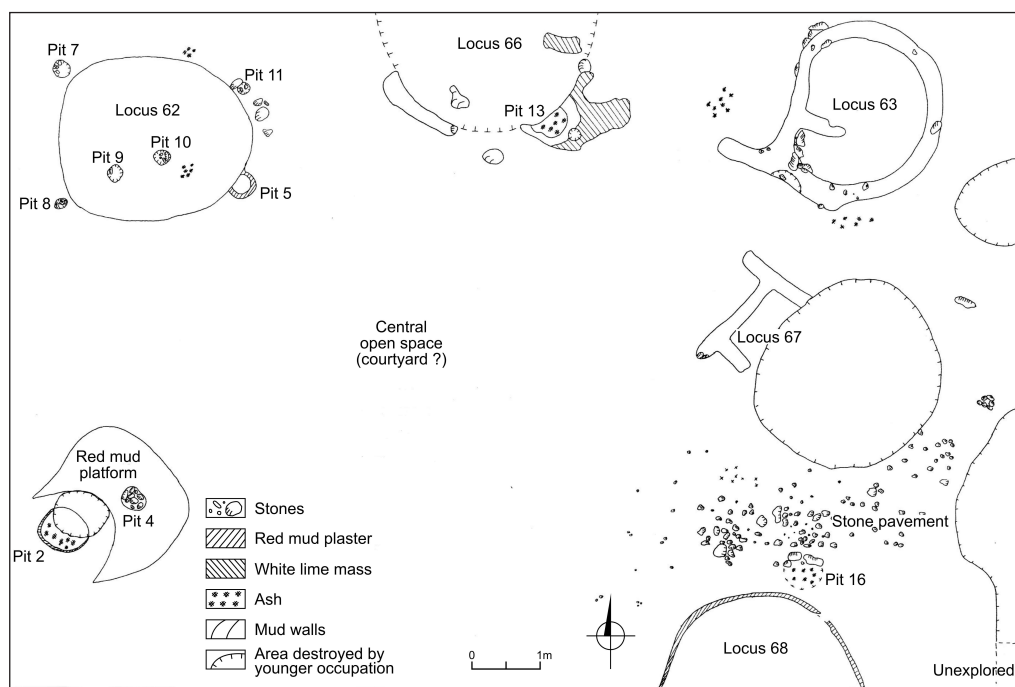 Pit 7
Locus 66
Pit 11
Locus 62
Pit 13
Locus 63
Pit 10
Pit 9
Pit 5
Pit 8
Central
open space
(courtyard ?)
Locus 67
Red mud
platform
Pit 4
Pit 2
Stone pavement
Pit 16
Locus 68
Unexplored
Stones
Red mud plaster
White lime mass
Ash
Mud walls
Area destroyed by
younger occupation
0 1m